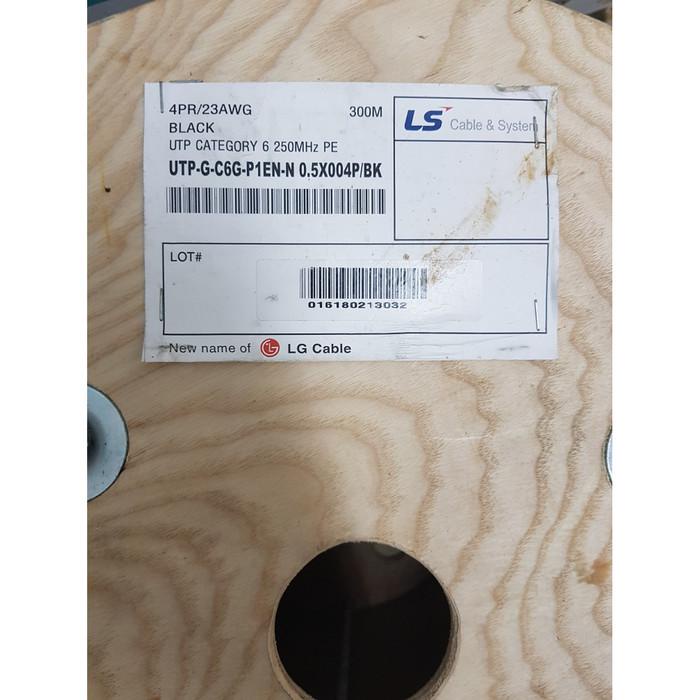 4PR/23AWG 300M
BLACK
UTP CATEGORY 6 250MHz PE
UTP-G-C6G-P1EN-N 0.5X004P/BK
LS Cable & System
LOT#
016180213032
New name of LG Cable